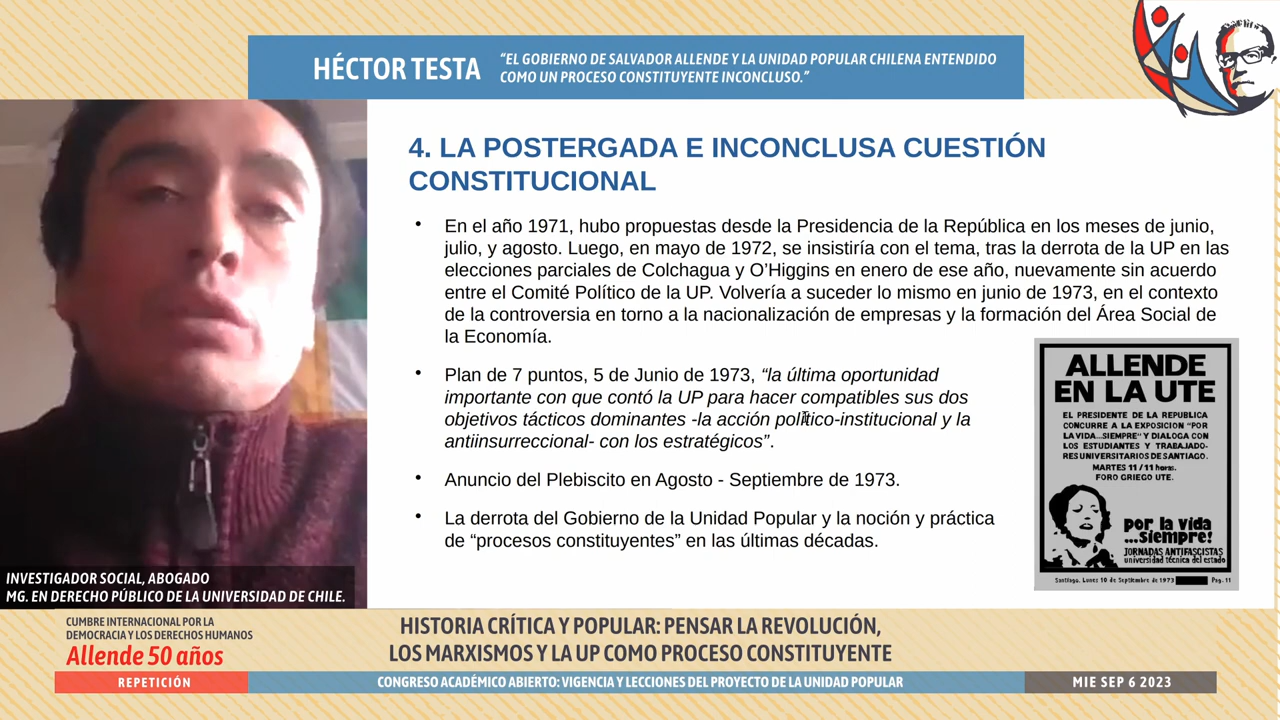 HÉCTOR TESTA
“EL GOBIERNO DE SALVADOR ALLENDE Y LA UNIDAD POPULAR CHILENA ENTENDIDO
COMO UN PROCESO CONSTITUYENTE INCONCLUSO.”
4. LA POSTERGADA E INCONCLUSA CUESTIÓN
CONSTITUCIONAL
• En el año 1971, hubo propuestas desde la Presidencia de la República en los meses de junio,
julio, y agosto. Luego, en mayo de 1972, se insistiría con el tema, tras la derrota de la UP en las
elecciones parciales de Colchagua y O’Higgins en enero de ese año, nuevamente sin acuerdo
entre el Comité Político de la UP. Volvería a suceder lo mismo en junio de 1973, en el contexto
de la controversia en torno a la nacionalización de empresas y la formación del Área Social de
la Economía.
• Plan de 7 puntos, 5 de Junio de 1973, “la última oportunidad
importante con que contó la UP para hacer compatibles sus dos
objetivos tácticos dominantes -la acción político-institucional y la
antiinsurreccional- con los estratégicos”.
• Anuncio del Plebiscito en Agosto - Septiembre de 1973.
• La derrota del Gobierno de la Unidad Popular y la noción y práctica
de “procesos constituyentes” en las últimas décadas.
ALLENDE
EN LA UTE
EL PRESIDENTE DE LA REPUBLICA
CONCURRE A LA EXPOSICION “POR
LA VIDA...SIEMPRE” Y DIALOGA CON
LOS ESTUDIANTES Y TRABAJADO-
RES UNIVERSITARIOS DE SANTIAGO.
MARTES 11 / 11 horas.
FORO GRIEGO UTE.
por la vida
...siempre!
JORNADAS ANTIFASCISTAS
universidad técnica del estado
Santiago, Lunes 10 de Septiembre de 1973 Pag. 11
INVESTIGADOR SOCIAL, ABOGADO
MG. EN DERECHO PÚBLICO DE LA UNIVERSIDAD DE CHILE.
CUMBRE INTERNACIONAL POR LA
DEMOCRACIA Y LOS DERECHOS HUMANOS
Allende 50 años
HISTORIA CRÍTICA Y POPULAR: PENSAR LA REVOLUCIÓN,
LOS MARXISMOS Y LA UP COMO PROCESO CONSTITUYENTE
REPETICIÓN
CONGRESO ACADÉMICO ABIERTO: VIGENCIA Y LECCIONES DEL PROYECTO DE LA UNIDAD POPULAR
MIE SEP 6 2023